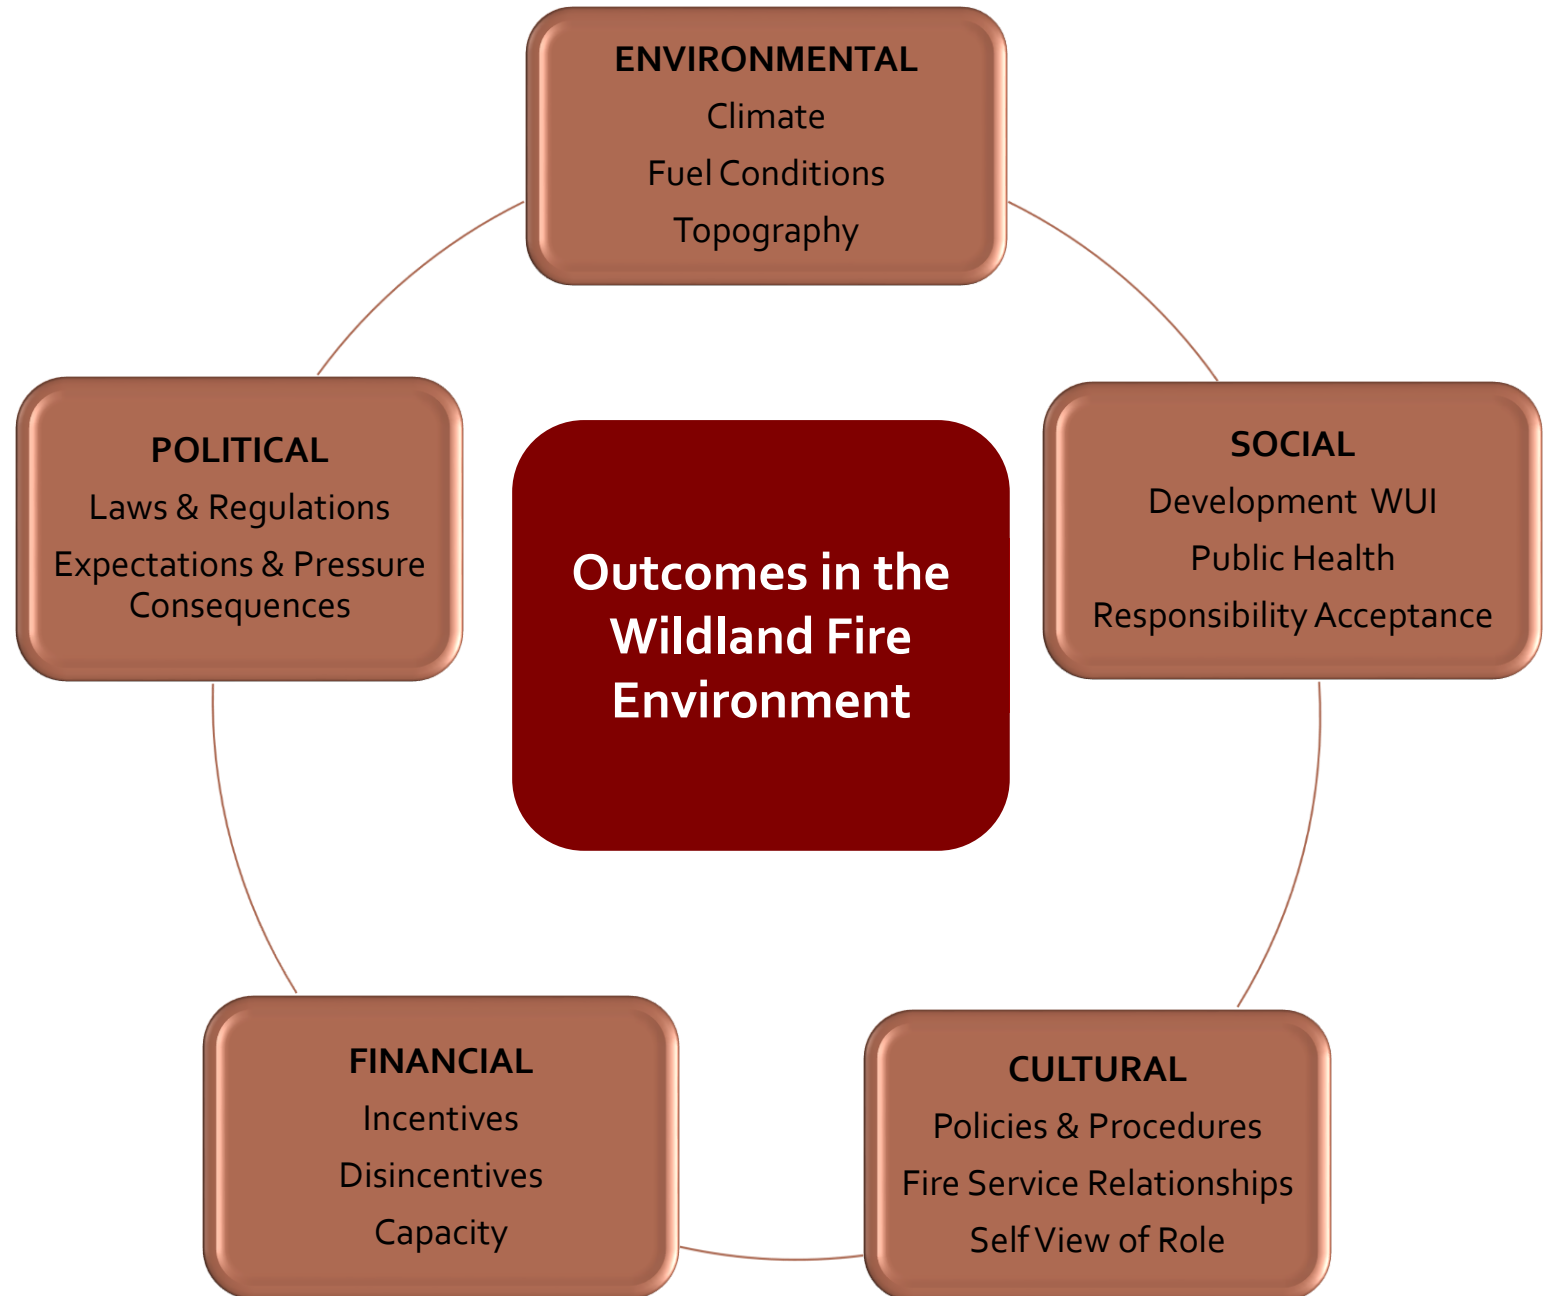 ENVIRONMENTAL
Climate
Fuel Conditions
Topography
POLITICAL
Laws & Regulations
Expectations & Pressure
Consequences
Outcomes in the
Wildland Fire
Environment
SOCIAL
Development WUI
Public Health
Responsibility Acceptance
FINANCIAL
Incentives
Disincentives
Capacity
CULTURAL
Policies & Procedures
Fire Service Relationships
Self View of Role